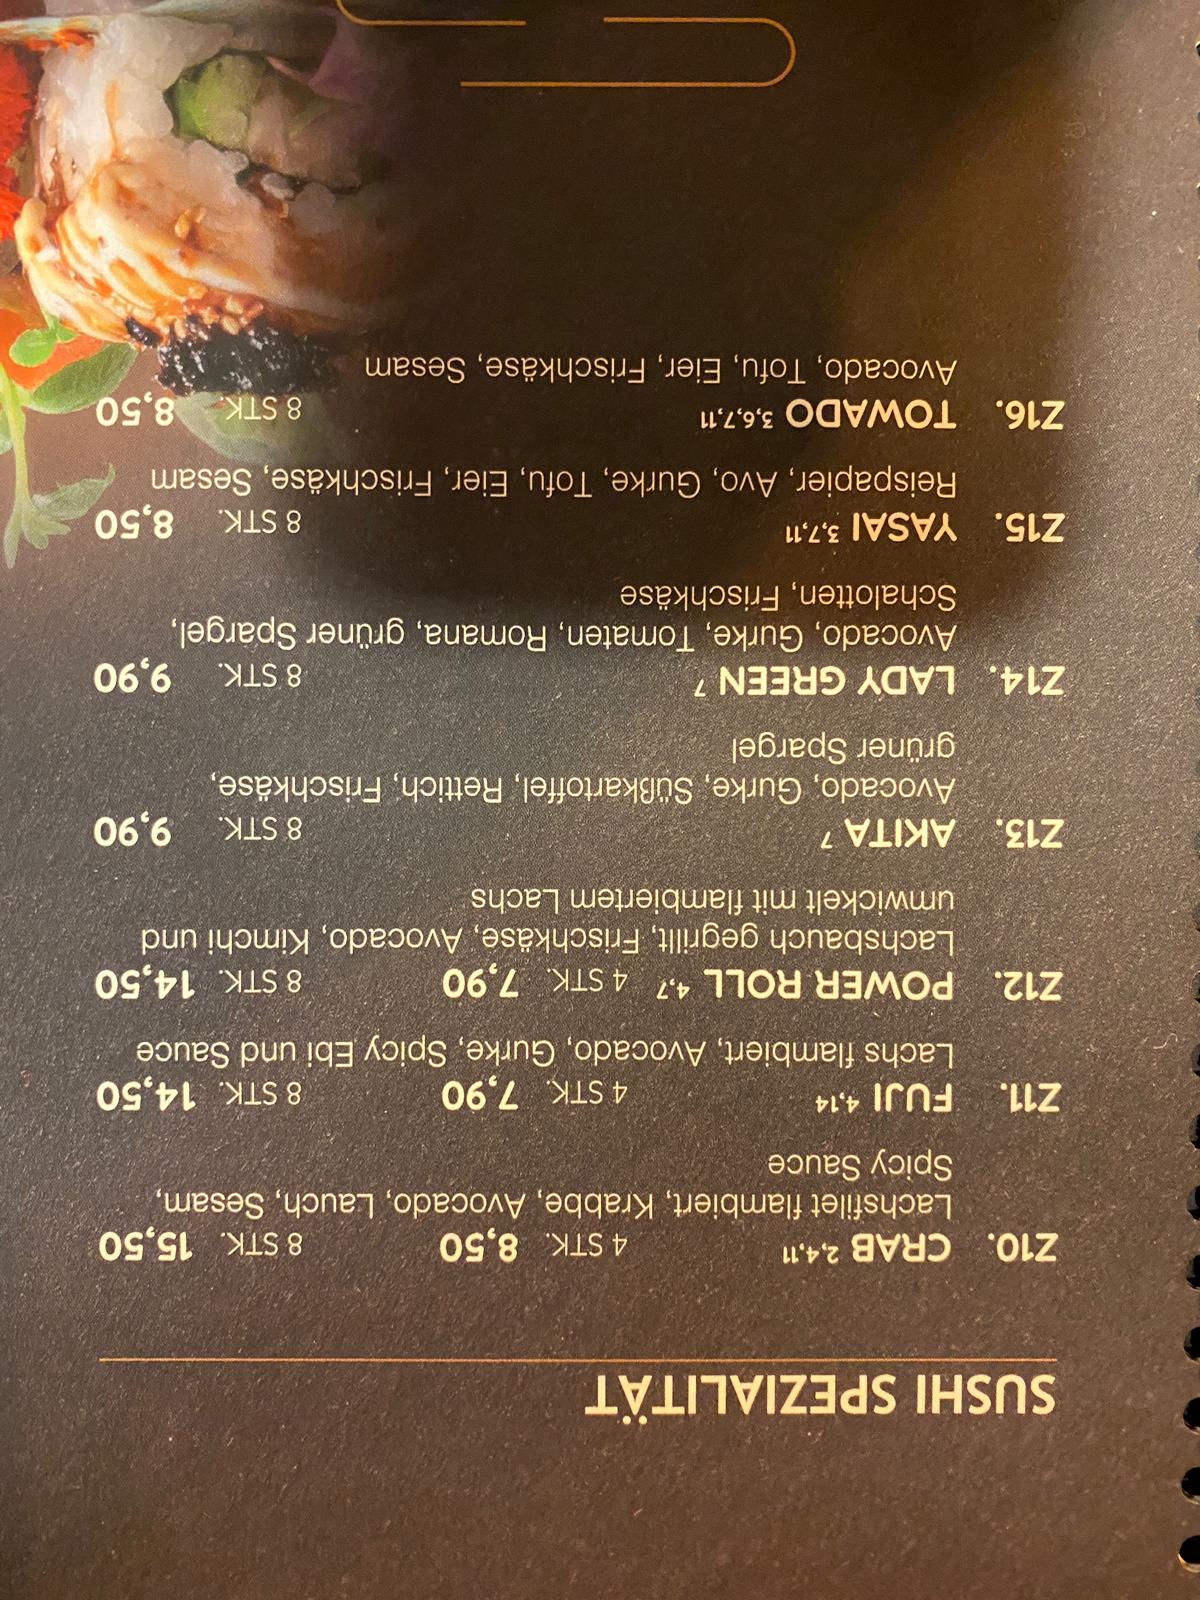 SUSHI SPEZIALITÄT
Z10. CRAB 2,4,11 4 STK. 8,50 8 STK. 15,50
Lachsfilet flambiert, Krabbe, Avocado, Lauch, Sesam,
Spicy Sauce
Z11. FUJI 4,14 4 STK. 7,90 8 STK. 14,50
Lachs flambiert, Avocado, Gurke, Spicy Ebi und Sauce
Z12. POWER ROLL 4,7 4 STK. 7,90 8 STK. 14,50
Lachsbauch gegrillt, Frischkäse, Avocado, Kimchi und
umwickelt mit flambiertem Lachs
Z13. AKITA 7 8 STK. 9,90
Avocado, Gurke, Süßkartoffel, Rettich, Frischkäse,
grüner Spargel
Z14. LADY GREEN 7 8 STK. 9,90
Avocado, Gurke, Tomaten, Romana, grüner Spargel,
Schalotten, Frischkäse
Z15. YASAI 3,7,11 8 STK. 8,50
Reispapier, Avo, Gurke, Tofu, Eier, Frischkäse, Sesam
Z16. TOWADO 3,6,7,11 8 STK. 8,50
Avocado, Tofu, Eier, Frischkäse, Sesam